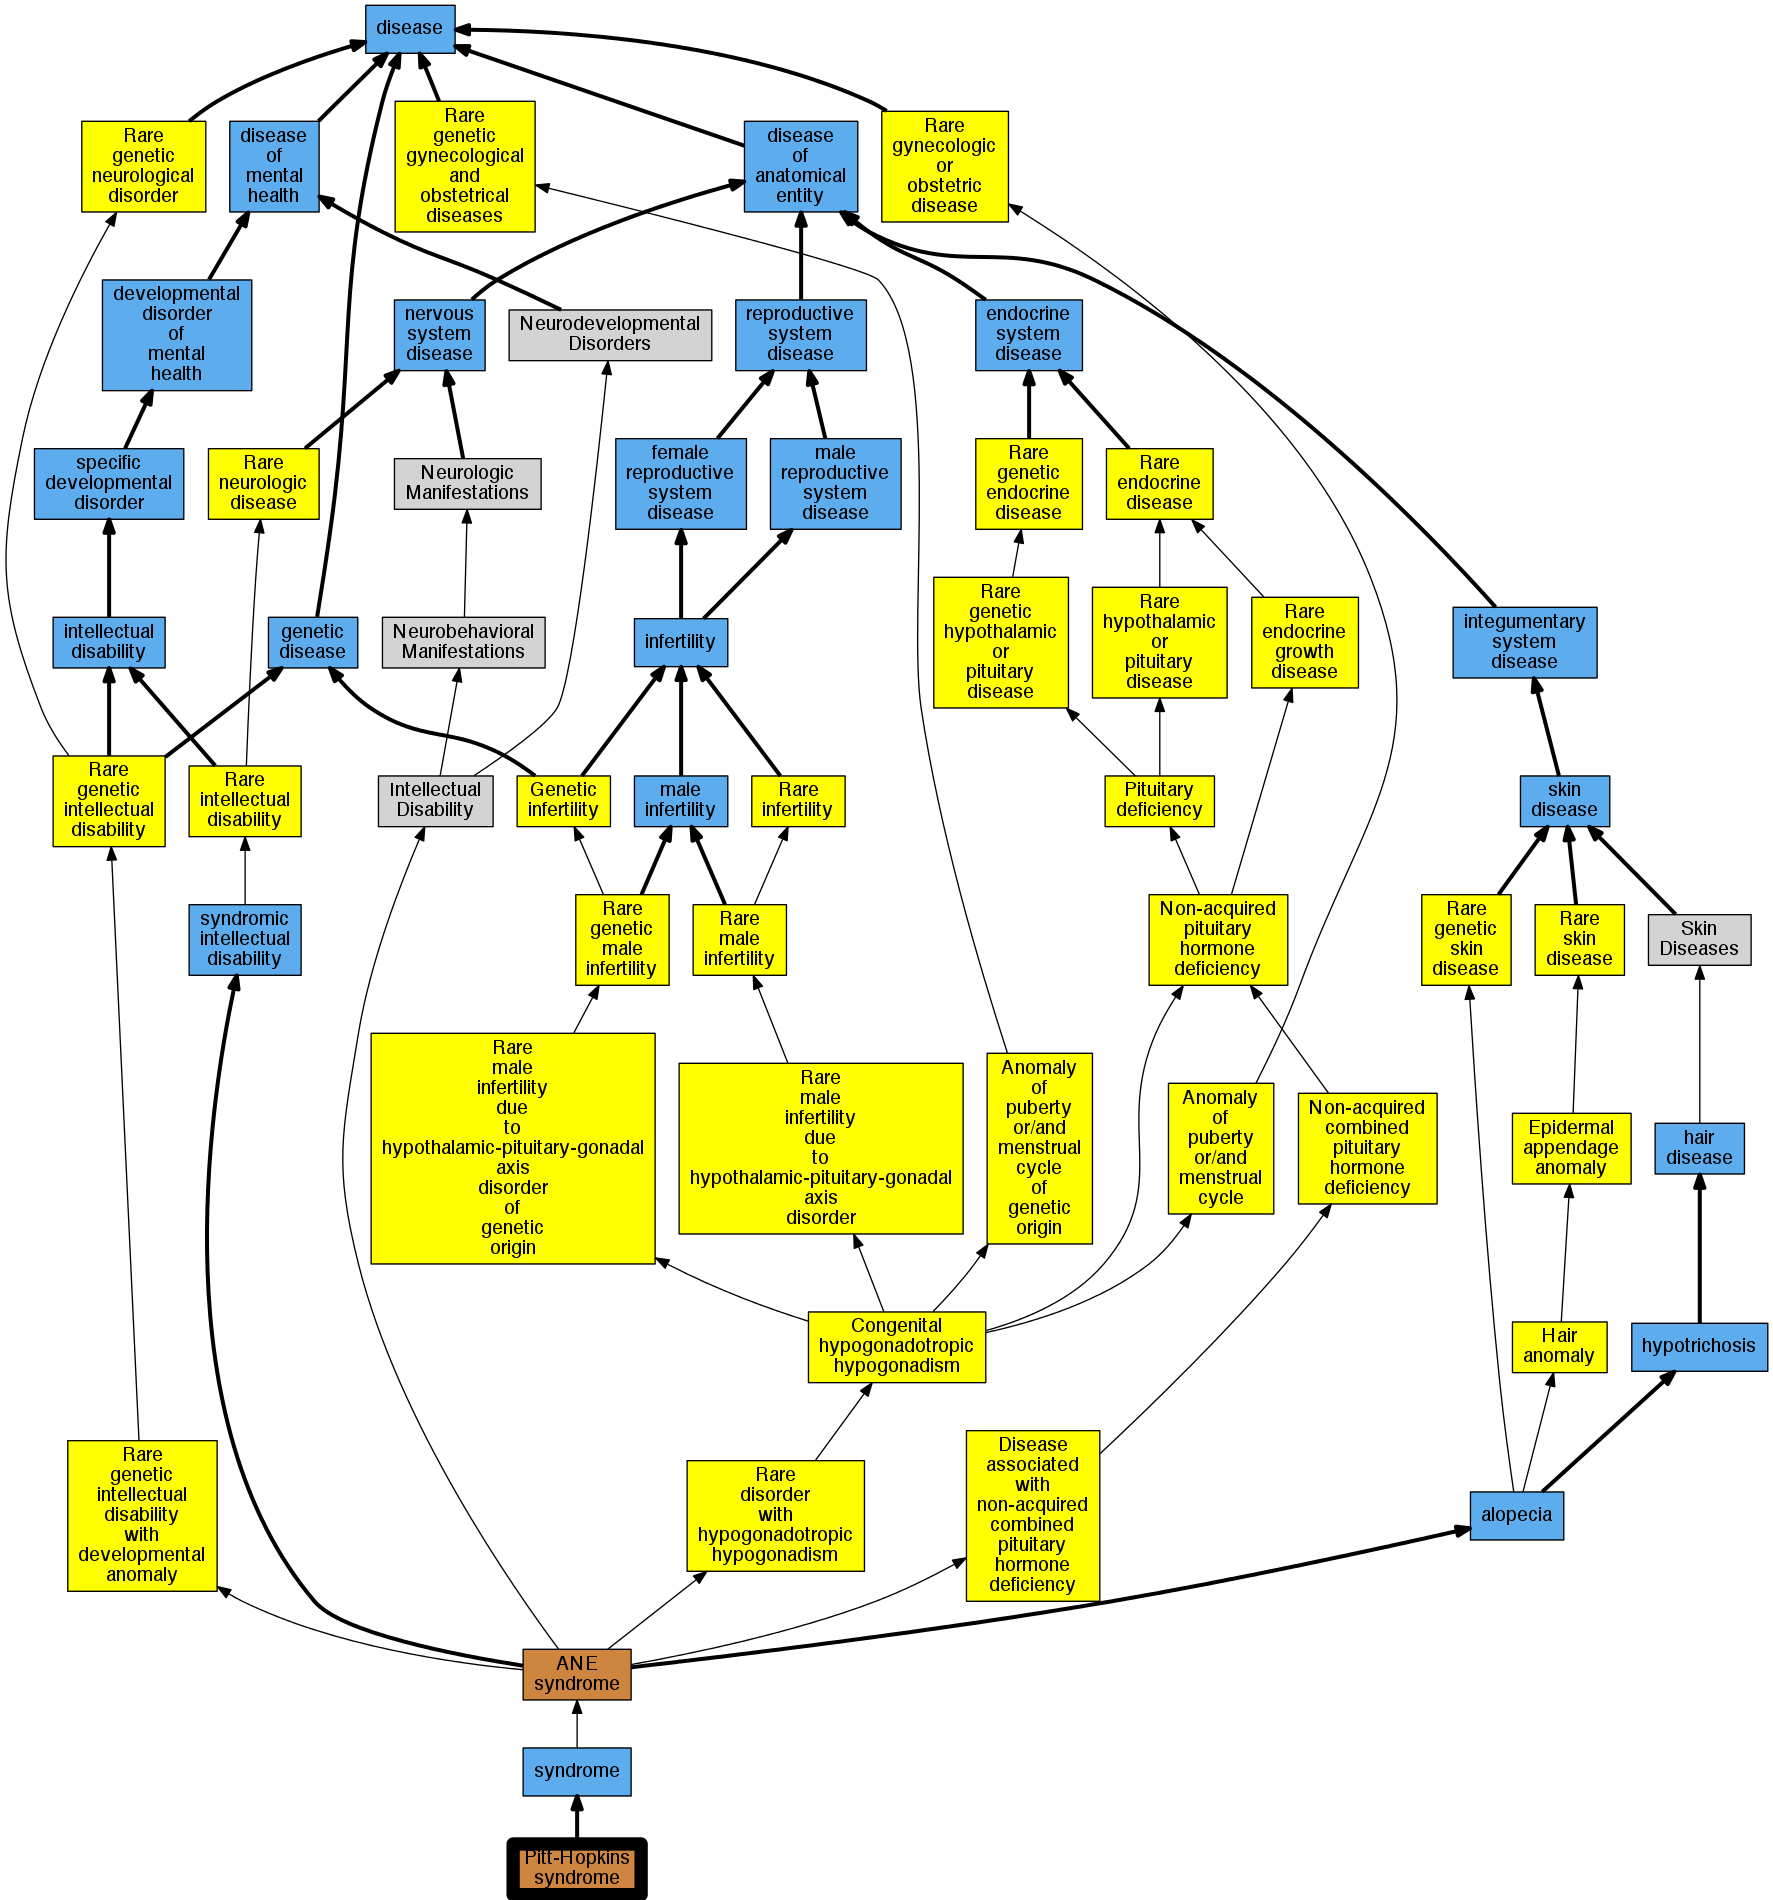 disease
Rare
genetic
neurological
disorder
disease
of
mental
health
Rare
genetic
gynecological
and
obstetrical
diseases
disease
of
anatomical
entity
Rare
gynecologic
or
obstetric
disease
developmental
disorder
of
mental
health
nervous
system
disease
Neurodevelopmental
Disorders
reproductive
system
disease
endocrine
system
disease
specific
developmental
disorder
Rare
neurologic
disease
Neurologic
Manifestations
female
reproductive
system
disease
male
reproductive
system
disease
Rare
genetic
endocrine
disease
Rare
endocrine
disease
intellectual
disability
genetic
disease
Neurobehavioral
Manifestations
infertility
Rare
genetic
hypothalamic
or
pituitary
disease
Rare
hypothalamic
or
pituitary
disease
Rare
endocrine
growth
disease
integumentary
system
disease
Rare
genetic
intellectual
disability
Rare
intellectual
disability
Intellectual
Disability
Genetic
infertility
male
infertility
Rare
infertility
Pituitary
deficiency
skin
disease
syndromic
intellectual
disability
Rare
genetic
male
infertility
Rare
male
infertility
Non-acquired
pituitary
hormone
deficiency
Rare
genetic
skin
disease
Rare
skin
disease
Skin
Diseases
Rare
male
infertility
due
to
hypothalamic-pituitary-gonadal
axis
disorder
of
genetic
origin
Rare
male
infertility
due
to
hypothalamic-pituitary-gonadal
axis
disorder
Anomaly
of
puberty
or/and
menstrual
cycle
of
genetic
origin
Anomaly
of
puberty
or/and
menstrual
cycle
Non-acquired
combined
pituitary
hormone
deficiency
Epidermal
appendage
anomaly
hair
disease
Congenital
hypogonadotropic
hypogonadism
Hair
anomaly
hypotrichosis
Rare
genetic
intellectual
disability
with
developmental
anomaly
Rare
disorder
with
hypogonadotropic
hypogonadism
Disease
associated
with
non-acquired
combined
pituitary
hormone
deficiency
alopecia
ANE
syndrome
syndrome
Pitt-Hopkins
syndrome